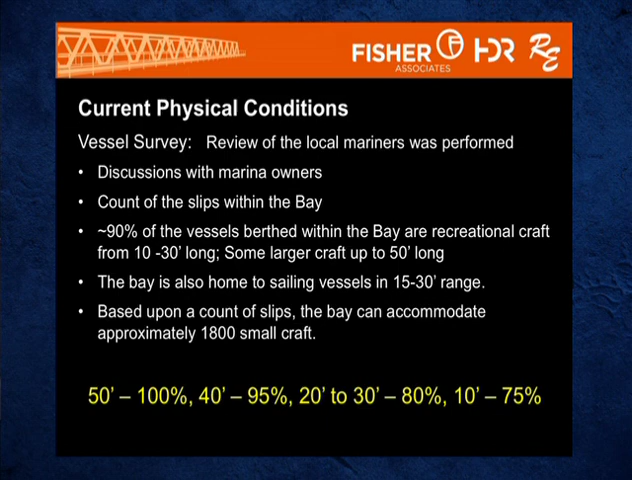 FISHER
ASSOCIATES
HDR
RE
Current Physical Conditions
Vessel Survey: Review of the local mariners was performed
• Discussions with marina owners
• Count of the slips within the Bay
• ~90% of the vessels berthed within the Bay are recreational craft
from 10 -30' long; Some larger craft up to 50' long
• The bay is also home to sailing vessels in 15-30' range.
• Based upon a count of slips, the bay can accommodate
approximately 1800 small craft.
50' – 100%, 40' – 95%, 20' to 30' – 80%, 10' – 75%